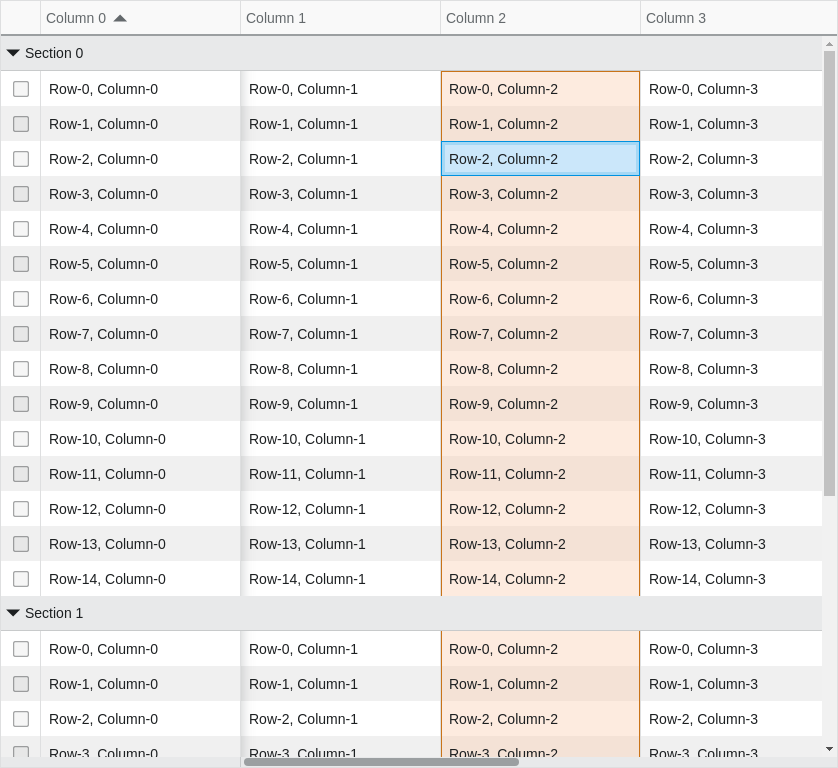 Column 0 Column 1 Column 2 Column 3
Section 0
Row-0, Column-0 Row-0, Column-1 Row-0, Column-2 Row-0, Column-3
Row-1, Column-0 Row-1, Column-1 Row-1, Column-2 Row-1, Column-3
Row-2, Column-0 Row-2, Column-1 Row-2, Column-2 Row-2, Column-3
Row-3, Column-0 Row-3, Column-1 Row-3, Column-2 Row-3, Column-3
Row-4, Column-0 Row-4, Column-1 Row-4, Column-2 Row-4, Column-3
Row-5, Column-0 Row-5, Column-1 Row-5, Column-2 Row-5, Column-3
Row-6, Column-0 Row-6, Column-1 Row-6, Column-2 Row-6, Column-3
Row-7, Column-0 Row-7, Column-1 Row-7, Column-2 Row-7, Column-3
Row-8, Column-0 Row-8, Column-1 Row-8, Column-2 Row-8, Column-3
Row-9, Column-0 Row-9, Column-1 Row-9, Column-2 Row-9, Column-3
Row-10, Column-0 Row-10, Column-1 Row-10, Column-2 Row-10, Column-3
Row-11, Column-0 Row-11, Column-1 Row-11, Column-2 Row-11, Column-3
Row-12, Column-0 Row-12, Column-1 Row-12, Column-2 Row-12, Column-3
Row-13, Column-0 Row-13, Column-1 Row-13, Column-2 Row-13, Column-3
Row-14, Column-0 Row-14, Column-1 Row-14, Column-2 Row-14, Column-3
Section 1
Row-0, Column-0 Row-0, Column-1 Row-0, Column-2 Row-0, Column-3
Row-1, Column-0 Row-1, Column-1 Row-1, Column-2 Row-1, Column-3
Row-2, Column-0 Row-2, Column-1 Row-2, Column-2 Row-2, Column-3
Row-3, Column-0 Row-3, Column-1 Row-3, Column-2 Row-3, Column-3